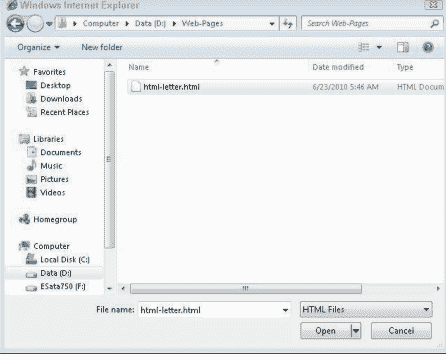 Windows Internet Explorer
Computer Data (D:) Web-Pages Search Web-Pages
Organize New folder
Name Date modified Type
html-letter.html 6/23/2010 5:46 AM HTML Docum
Favorites
Desktop
Downloads
Recent Places
Libraries
Documents
Music
Pictures
Videos
Homegroup
Computer
Local Disk (C:)
Data (D:)
ESata750 (F:)
File name: html-letter.html HTML Files
Open Cancel